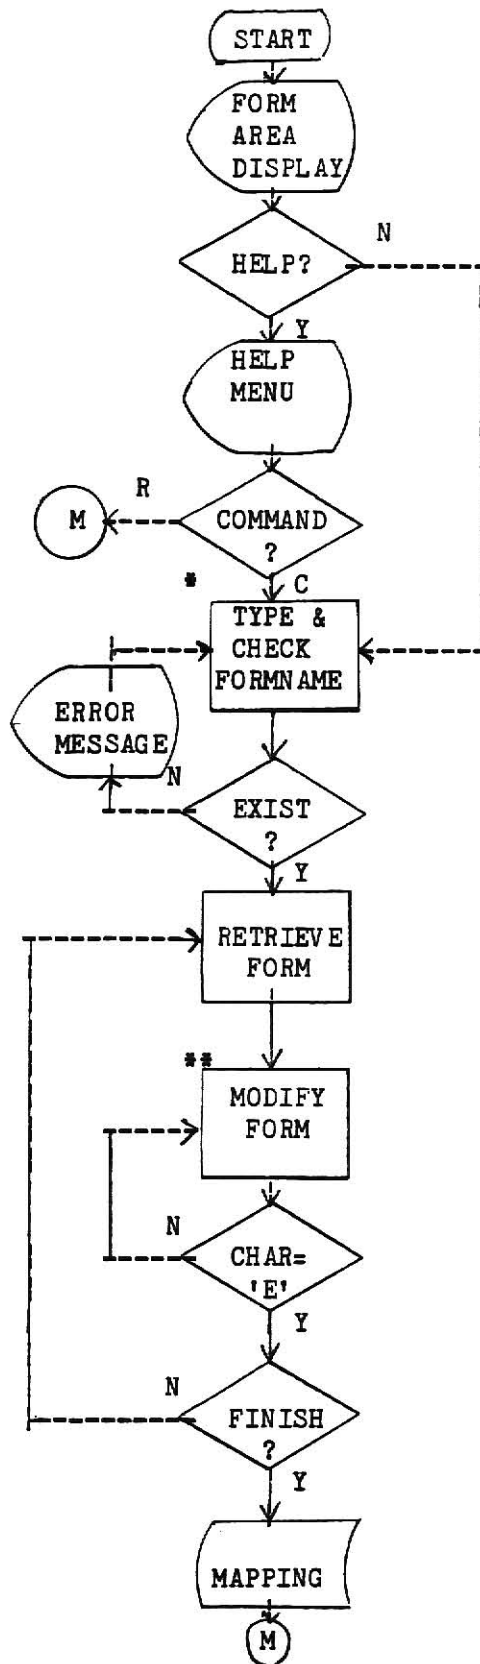 START
FORM
AREA
DISPLAY
N
HELP?
Y
HELP
MENU
R
M
COMMAND
?
*
C
TYPE &
CHECK
FORMNAME
ERROR
MESSAGE
N
EXIST
?
Y
RETRIEVE
FORM
**
MODIFY
FORM
N
CHAR=
'E'
Y
N
FINISH
?
Y
MAPPING
M